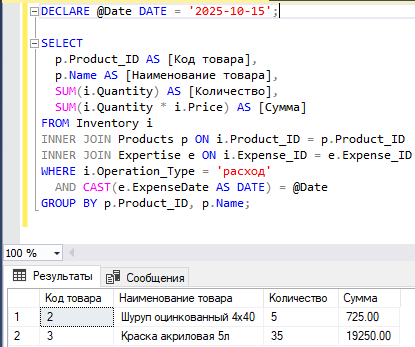 DECLARE @Date DATE = '2025-10-15';
SELECT
p.Product_ID AS [Код товара],
p.Name AS [Наименование товара],
SUM(i.Quantity) AS [Количество],
SUM(i.Quantity * i.Price) AS [Сумма]
FROM Inventory i
INNER JOIN Products p ON i.Product_ID = p.Product_ID
INNER JOIN Expertise e ON i.Expense_ID = e.Expense_ID
WHERE i.Operation_Type = 'расход'
AND CAST(e.ExpenseDate AS DATE) = @Date
GROUP BY p.Product_ID, p.Name;
100 %
Результаты Сообщения
Код товара Наименование товара Количество Сумма
1 2 Шуруп оцинкованный 4x40 5 725.00
2 3 Краска акриловая 5л 35 19250.00